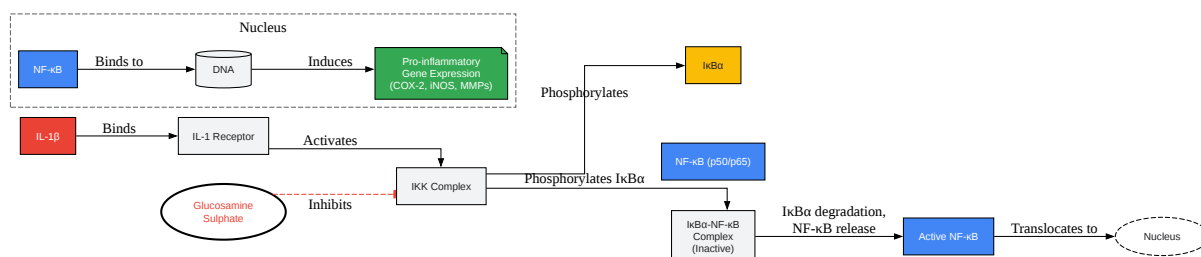 Nucleus
NF-κB
Binds to
DNA
Induces
Pro-inflammatory
Gene Expression
(COX-2, iNOS, MMPs)
IκBα
Phosphorylates
IL-1β
Binds
IL-1 Receptor
Activates
NF-κB (p50/p65)
IKK Complex
Phosphorylates IκBα
Glucosamine
Sulphate
Inhibits
IκBα-NF-κB
Complex
(Inactive)
IκBα degradation,
NF-κB release
Active NF-κB
Translocates to
Nucleus